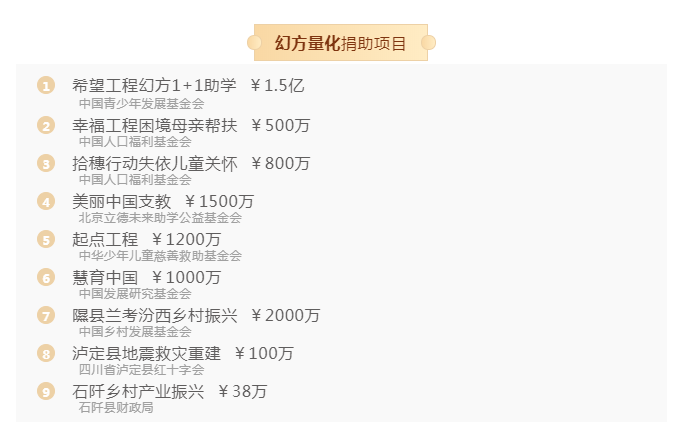 幻方量化捐助项目
1 希望工程幻方1+1助学 ￥1.5亿
中国青少年发展基金会
2 幸福工程困境母亲帮扶 ￥500万
中国人口福利基金会
3 拾穗行动失依儿童关怀 ￥800万
中国人口福利基金会
4 美丽中国支教 ￥1500万
北京立德未来助学公益基金会
5 起点工程 ￥1200万
中华少年儿童慈善救助基金会
6 慧育中国 ￥1000万
中国发展研究基金会
7 隰县兰考汾西乡村振兴 ￥2000万
中国乡村发展基金会
8 泸定县地震救灾重建 ￥100万
四川省泸定县红十字会
9 石阡乡村产业振兴 ￥38万
石阡县财政局